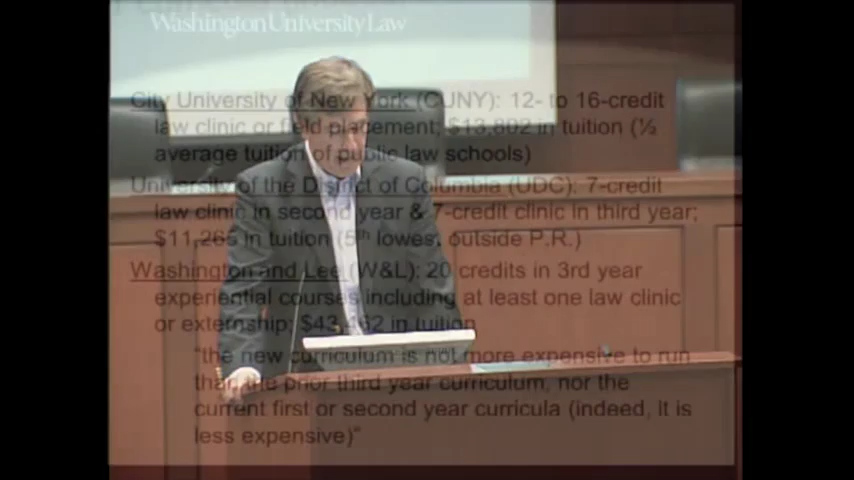 Washington University Law
City University of New York (CUNY): 12- to 16-credit
law clinic or field placement; $13,802 in tuition (½
average tuition of public law schools)
University of the District of Columbia (UDC): 7-credit
law clinic in second year & 7-credit clinic in third year;
$11,265 in tuition (5th lowest outside P.R.)
Washington and Lee (W&L): 20 credits in 3rd year
experiential courses including at least one law clinic
or externship; in tuition
"the new curriculum is not more expensive to run
than the prior third year curriculum, nor the
current first or second year curricula (indeed, it is
less expensive)"